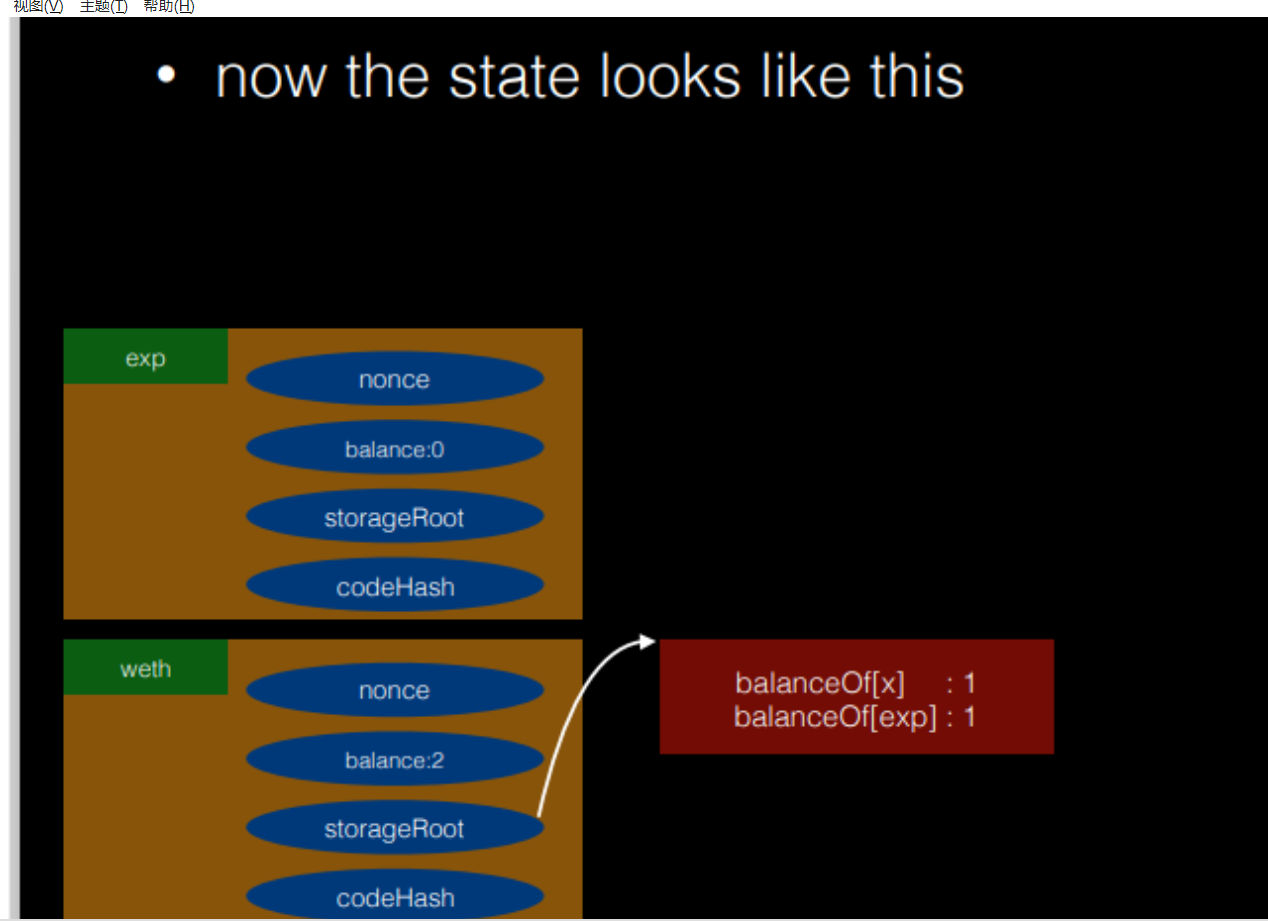 视图(V) 主题(T) 帮助(H)
• now the state looks like this
exp
nonce
balance:0
storageRoot
codeHash
weth
nonce
balance:2
storageRoot
codeHash
balanceOf[x] : 1
balanceOf[exp] : 1